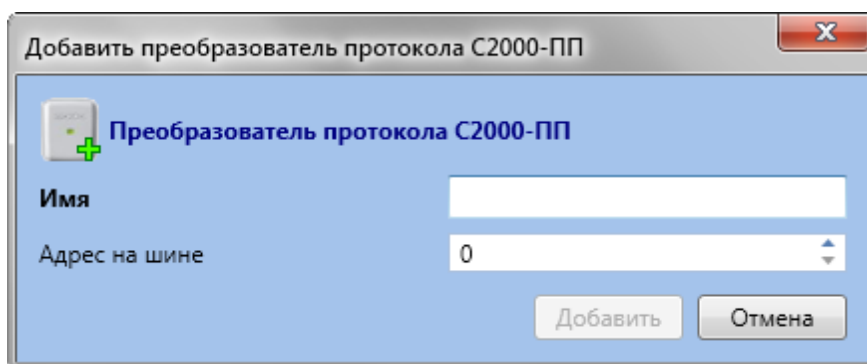 Добавить преобразователь протокола С2000-ПП
Преобразователь протокола С2000-ПП
Имя
Адрес на шине 0
Добавить Отмена